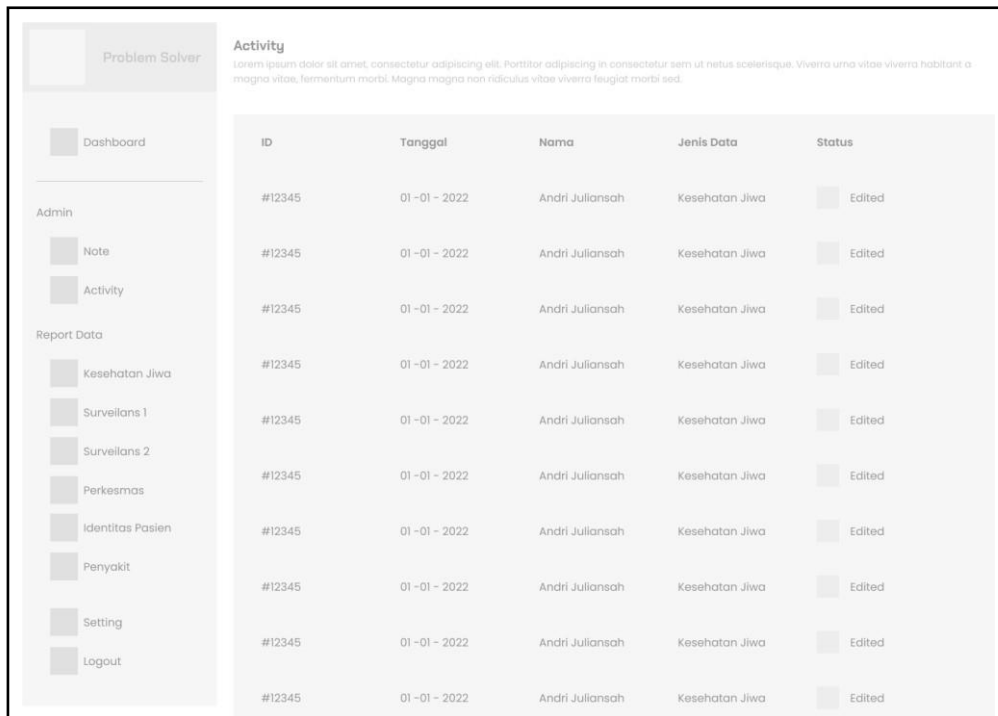 Problem Solver
Dashboard
Admin
Note
Activity
Report Data
Kesehatan Jiwa
Surveilans 1
Surveilans 2
Perkesmas
Identitas Pasien
Penyakit
Setting
Logout
Activity
Lorem ipsum dolor sit amet, consectetur adipiscing elit. Porttitor adipiscing in consectetur sem ut netus scelerisque. Viverra urna vitae viverra habitant a
magna vitae, fermentum morbi. Magna magna non ridiculus vitae viverra feugiat morbi sed.
ID Tanggal Nama Jenis Data Status
#12345 01 -01 - 2022 Andri Juliansah Kesehatan Jiwa Edited
#12345 01 -01 - 2022 Andri Juliansah Kesehatan Jiwa Edited
#12345 01 -01 - 2022 Andri Juliansah Kesehatan Jiwa Edited
#12345 01 -01 - 2022 Andri Juliansah Kesehatan Jiwa Edited
#12345 01 -01 - 2022 Andri Juliansah Kesehatan Jiwa Edited
#12345 01 -01 - 2022 Andri Juliansah Kesehatan Jiwa Edited
#12345 01 -01 - 2022 Andri Juliansah Kesehatan Jiwa Edited
#12345 01 -01 - 2022 Andri Juliansah Kesehatan Jiwa Edited
#12345 01 -01 - 2022 Andri Juliansah Kesehatan Jiwa Edited
#12345 01 -01 - 2022 Andri Juliansah Kesehatan Jiwa Edited